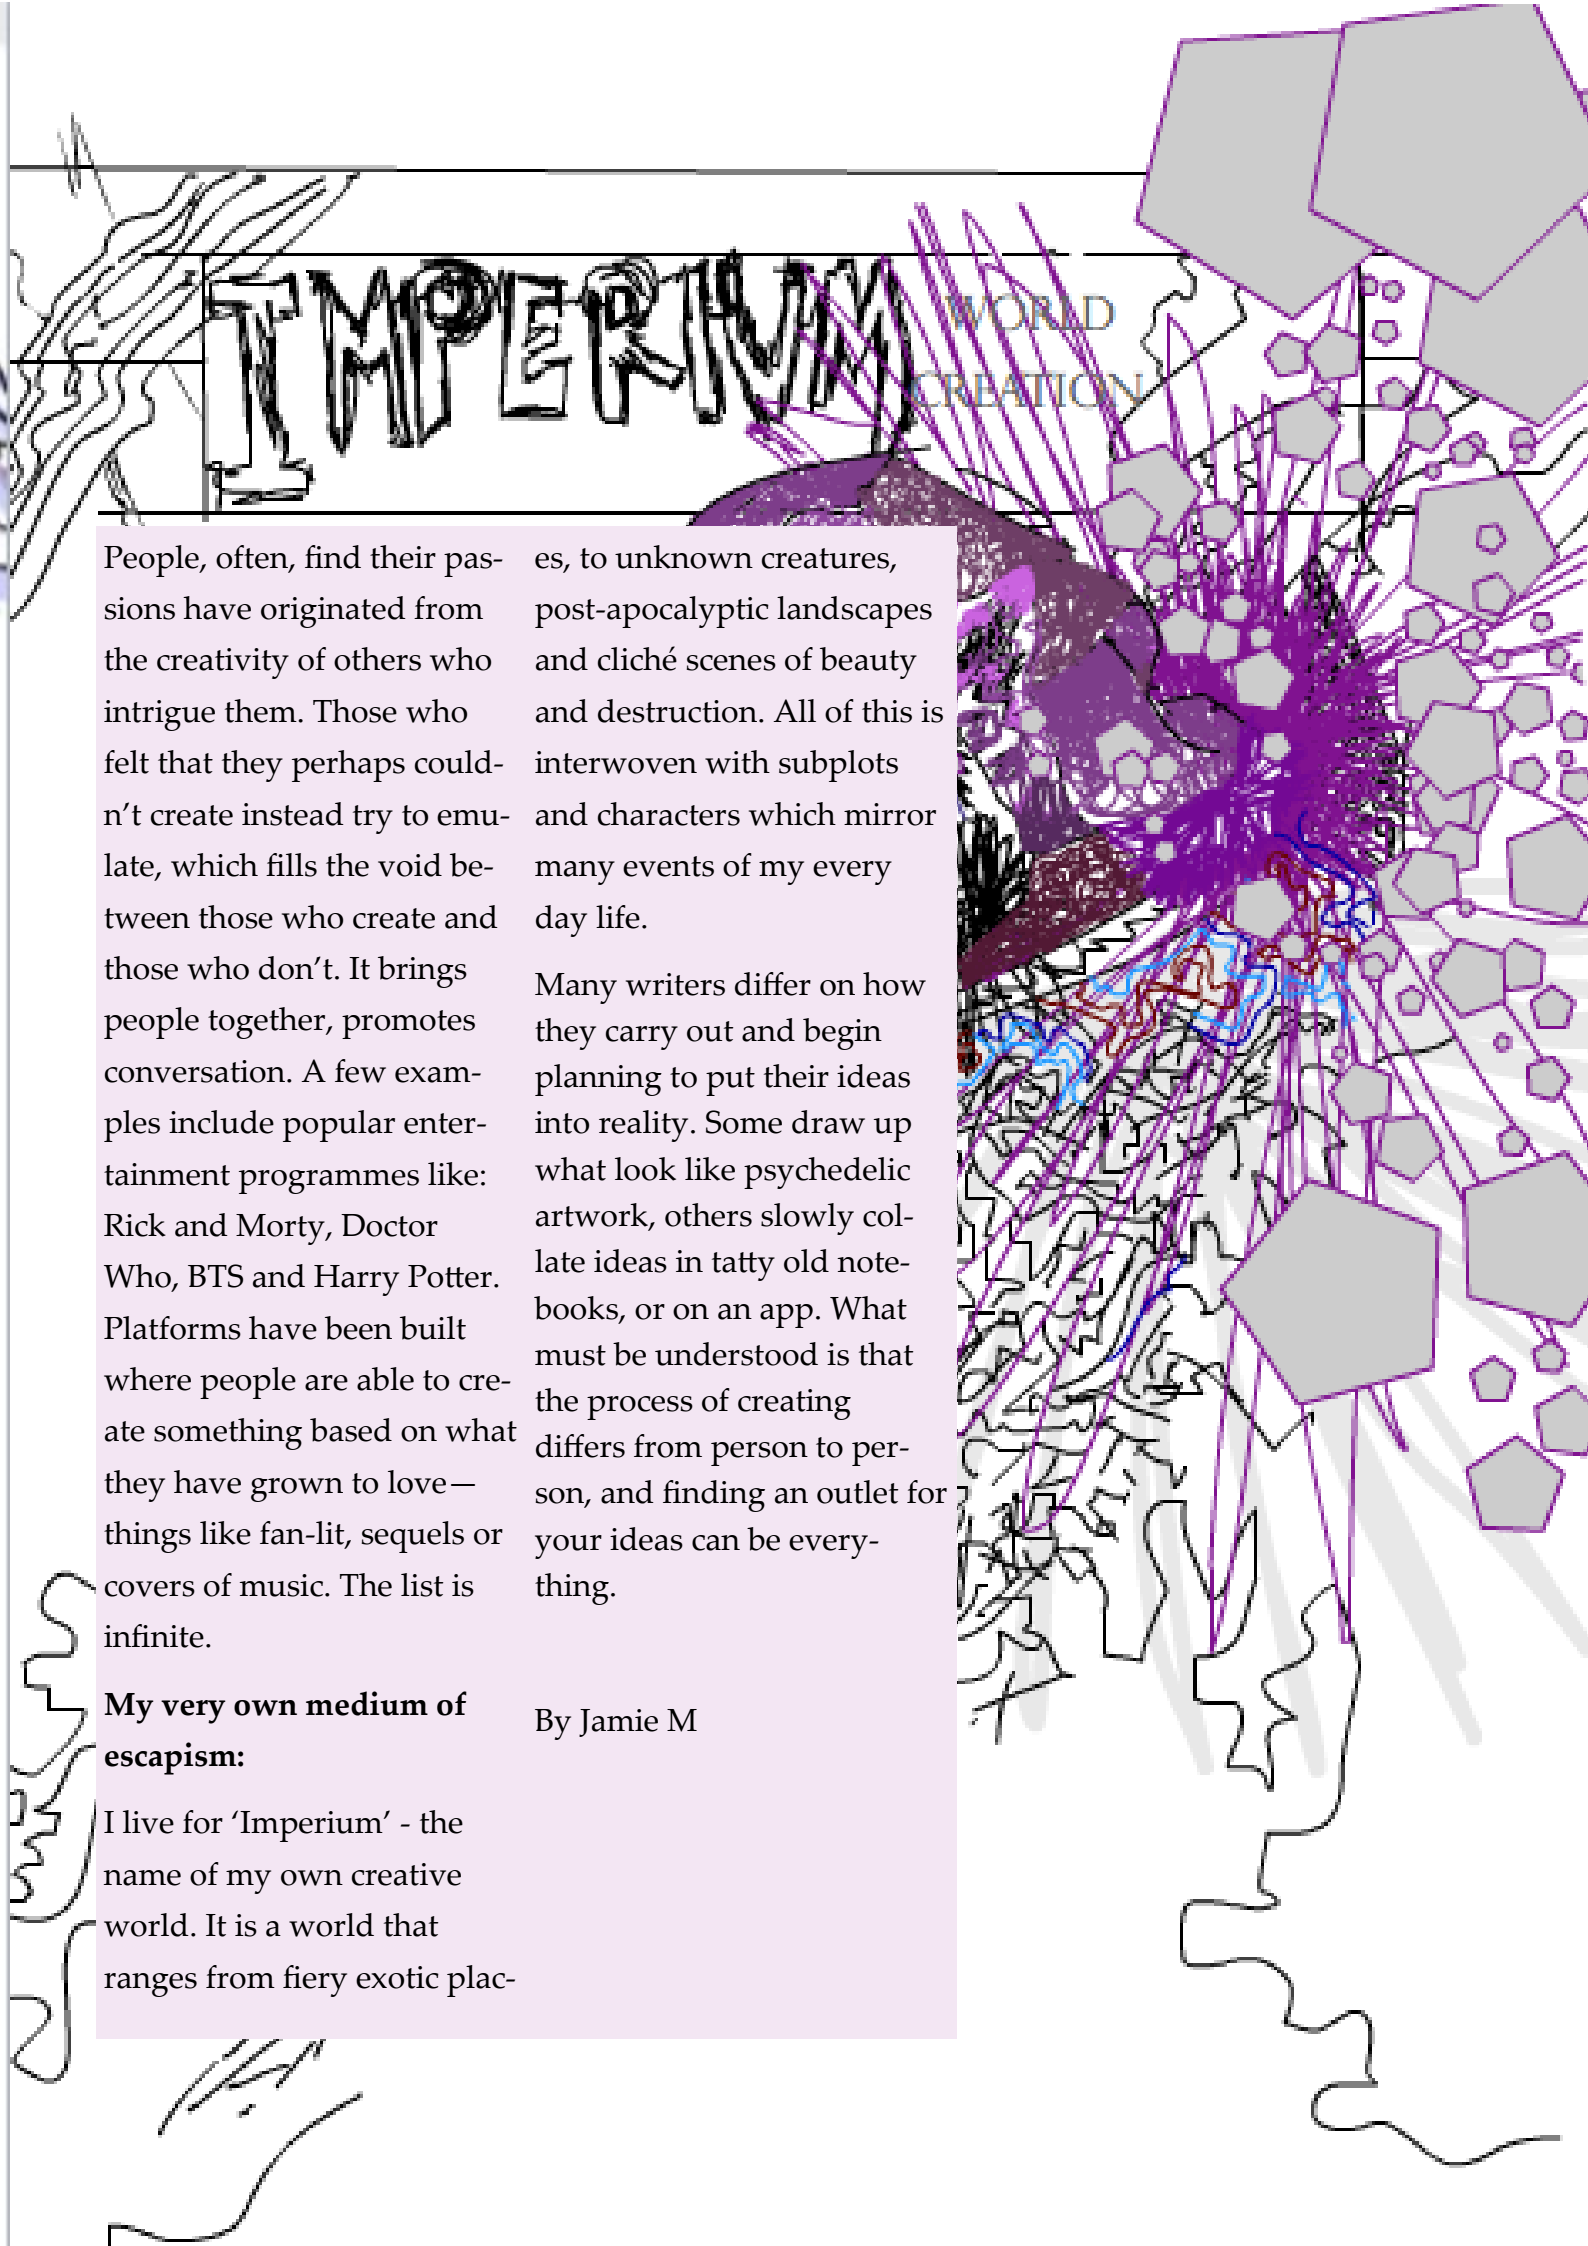 IMPERIUM
WORLD
CREATION
People, often, find their pas-
sions have originated from
the creativity of others who
intrigue them. Those who
felt that they perhaps could-
n’t create instead try to emu-
late, which fills the void be-
tween those who create and
those who don’t. It brings
people together, promotes
conversation. A few exam-
ples include popular enter-
tainment programmes like:
Rick and Morty, Doctor
Who, BTS and Harry Potter.
Platforms have been built
where people are able to cre-
ate something based on what
they have grown to love—
things like fan-lit, sequels or
covers of music. The list is
infinite.
My very own medium of
escapism:
I live for ‘Imperium’ - the
name of my own creative
world. It is a world that
ranges from fiery exotic plac-
es, to unknown creatures,
post-apocalyptic landscapes
and cliché scenes of beauty
and destruction. All of this is
interwoven with subplots
and characters which mirror
many events of my every
day life.
Many writers differ on how
they carry out and begin
planning to put their ideas
into reality. Some draw up
what look like psychedelic
artwork, others slowly col-
late ideas in tatty old note-
books, or on an app. What
must be understood is that
the process of creating
differs from person to per-
son, and finding an outlet for
your ideas can be every-
thing.
By Jamie M